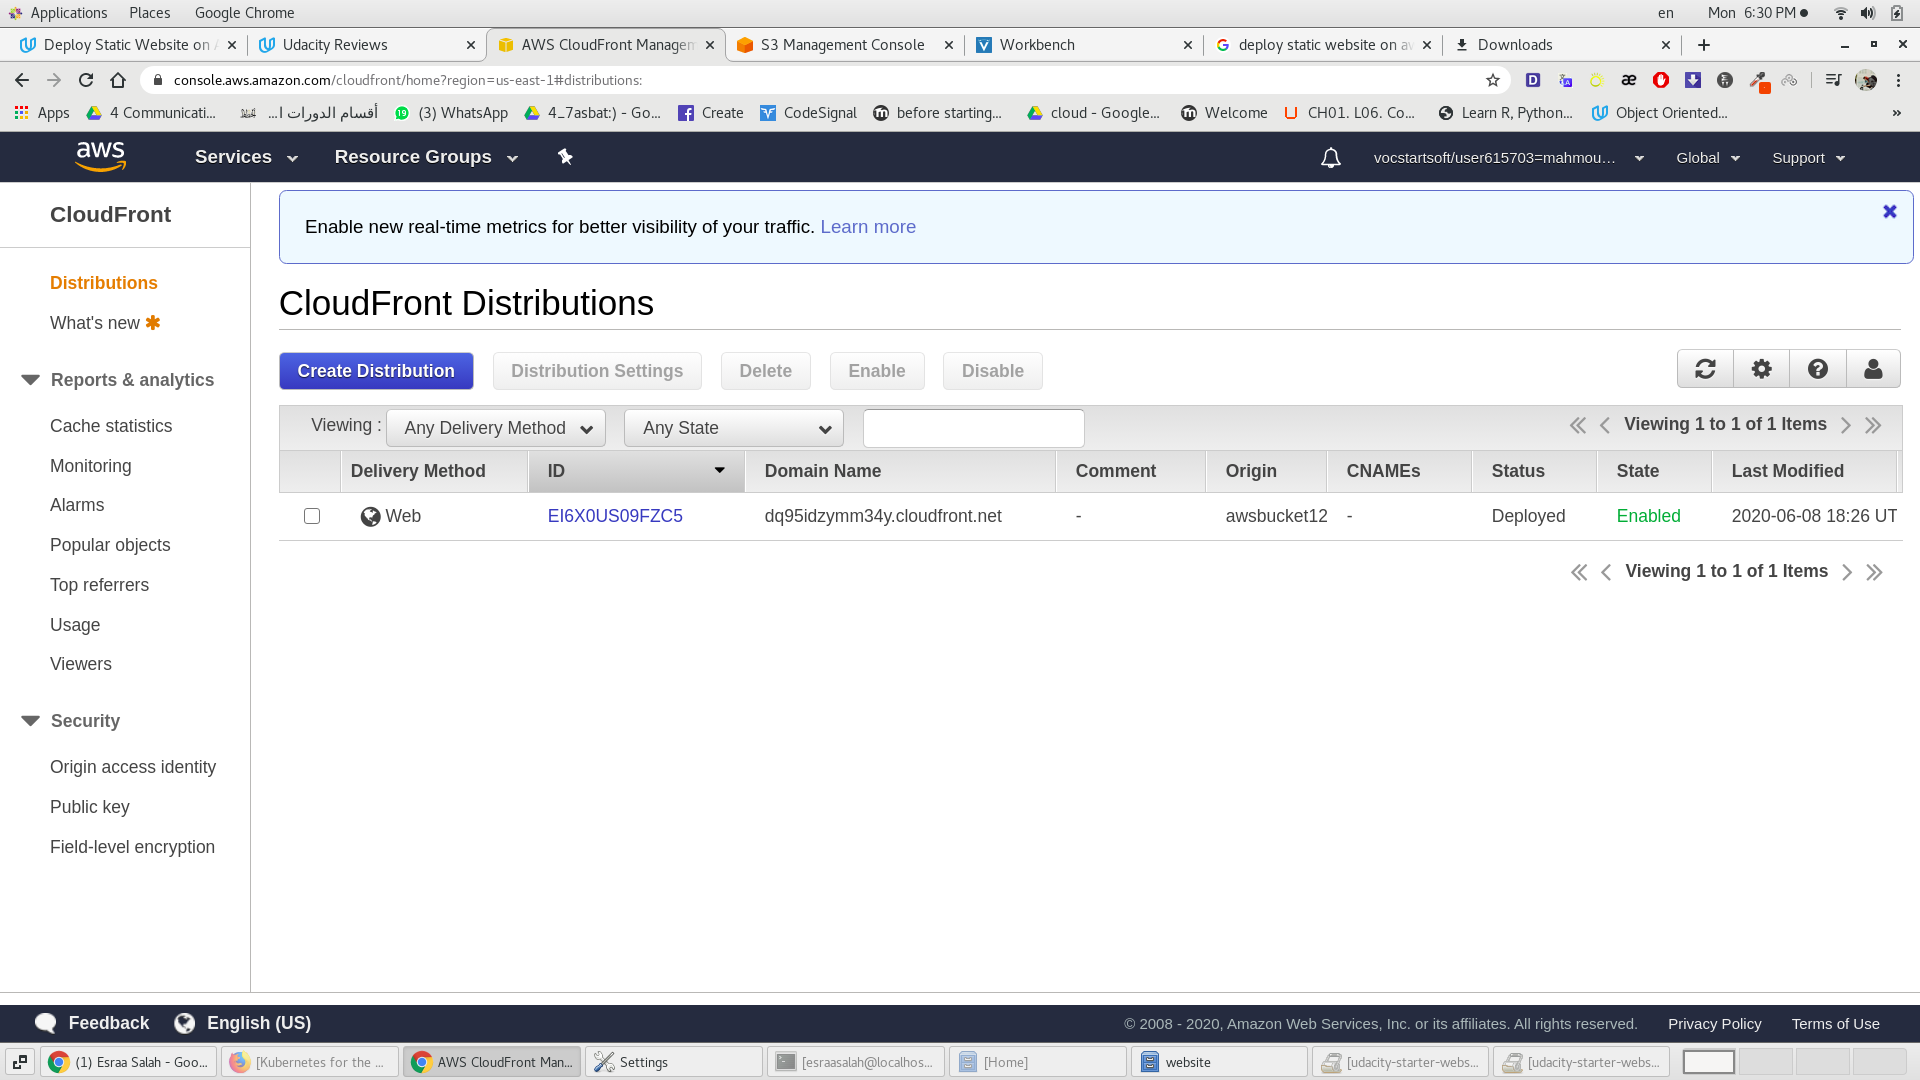 Applications Places Google Chrome en Mon 6:30 PM
Deploy Static Website on A Udacity Reviews AWS CloudFront Managem S3 Management Console Workbench deploy static website on aw Downloads
console.aws.amazon.com/cloudfront/home?region=us-east-1#distributions:
Apps 4 Communicati... أقسام الدورات ا... (3) WhatsApp 4_7asbat:) - Go... Create CodeSignal before starting... cloud - Google... Welcome CH01. L06. Co... Learn R, Python... Object Oriented... »
aws Services Resource Groups vocstartsoft/user615703=mahmou... Global Support
CloudFront
Distributions
What's new
Reports & analytics
Cache statistics
Monitoring
Alarms
Popular objects
Top referrers
Usage
Viewers
Security
Origin access identity
Public key
Field-level encryption
Enable new real-time metrics for better visibility of your traffic. Learn more
CloudFront Distributions
Create Distribution Distribution Settings Delete Enable Disable
Viewing : Any Delivery Method Any State Viewing 1 to 1 of 1 Items
Delivery Method ID Domain Name Comment Origin CNAMEs Status State Last Modified
Web EI6X0US09FZC5 dq95idzymm34y.cloudfront.net - awsbucket12 - Deployed Enabled 2020-06-08 18:26 UT
Viewing 1 to 1 of 1 Items
Feedback English (US) © 2008 - 2020, Amazon Web Services, Inc. or its affiliates. All rights reserved. Privacy Policy Terms of Use
(1) Esraa Salah - Goo... [Kubernetes for the ... AWS CloudFront Man... Settings [esraasalah@localhos... [Home] website [udacity-starter-webs... [udacity-starter-webs...